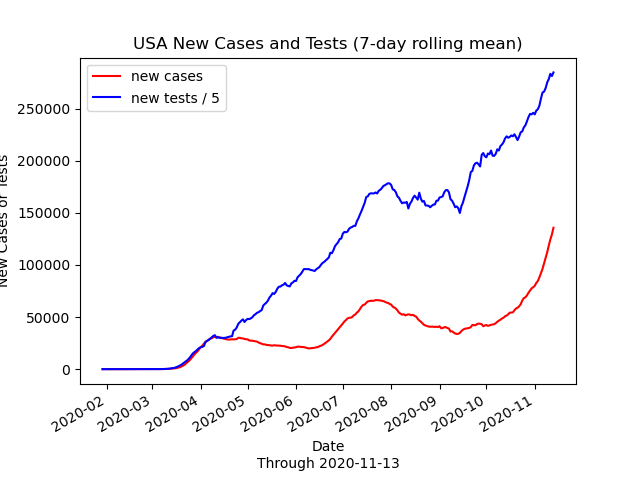 USA New Cases and Tests (7-day rolling mean)
new cases
new tests / 5
250000
200000
150000
100000
50000
0
New Cases or Tests
2020-02
2020-03
2020-04
2020-05
2020-06
2020-07
2020-08
2020-09
2020-10
2020-11
Date
Through 2020-11-13